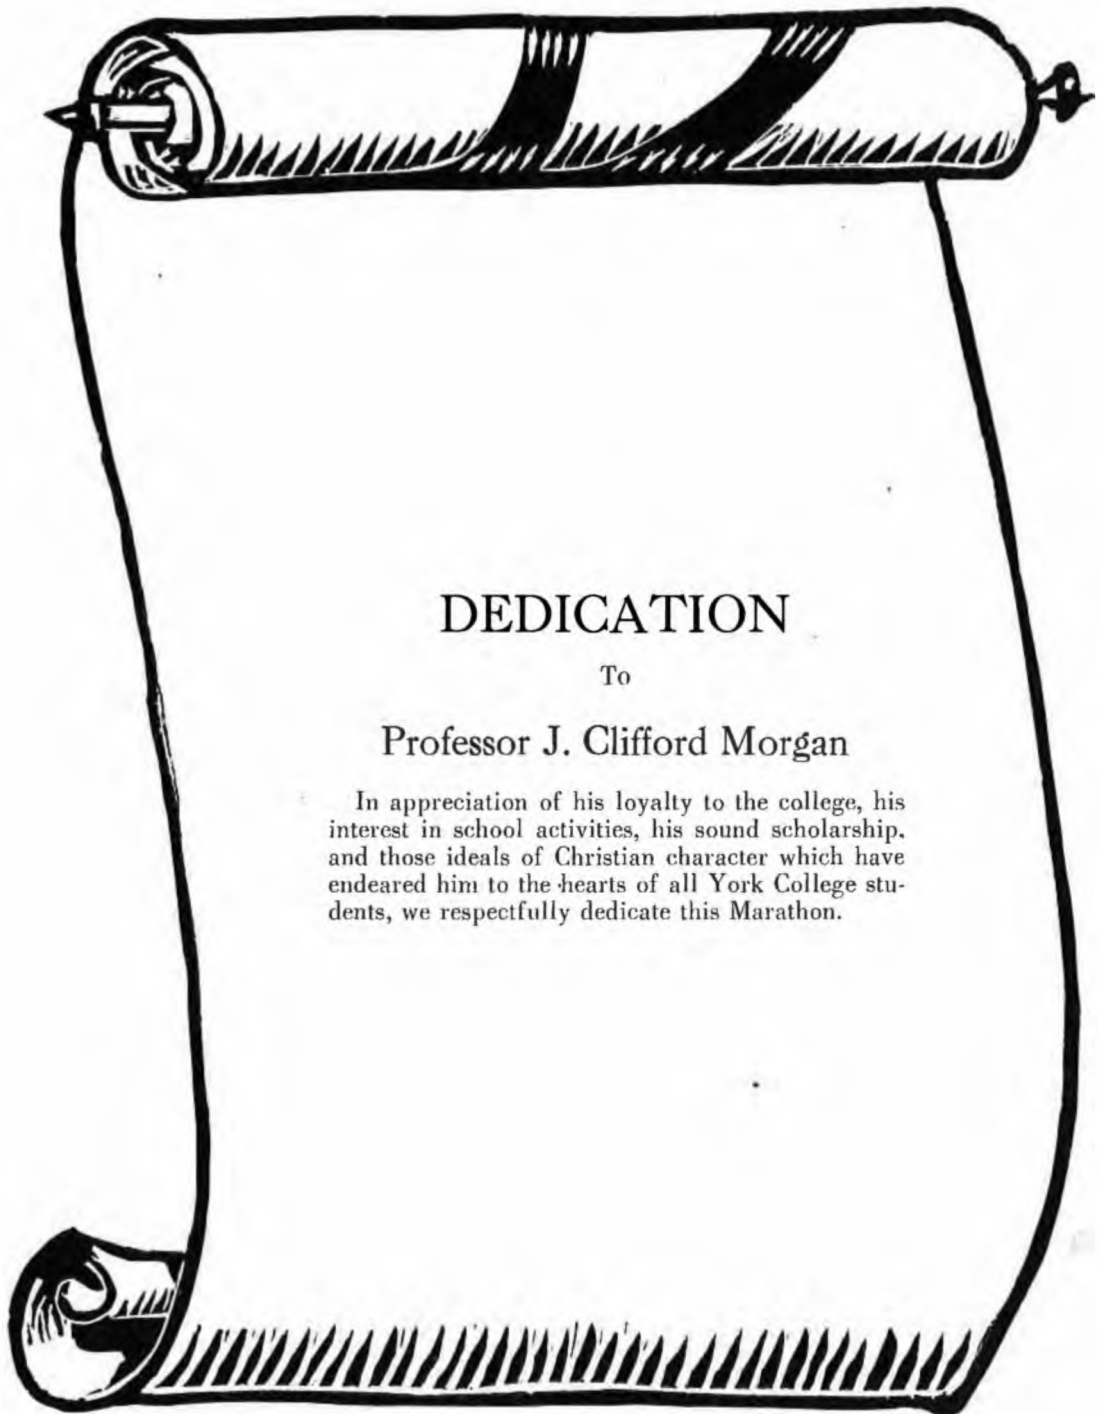 DEDICATION
To
Professor J. Clifford Morgan
In appreciation of his loyalty to the college, his
interest in school activities, his sound scholarship,
and those ideals of Christian character which have
endeared him to the hearts of all York College stu-
dents, we respectfully dedicate this Marathon.